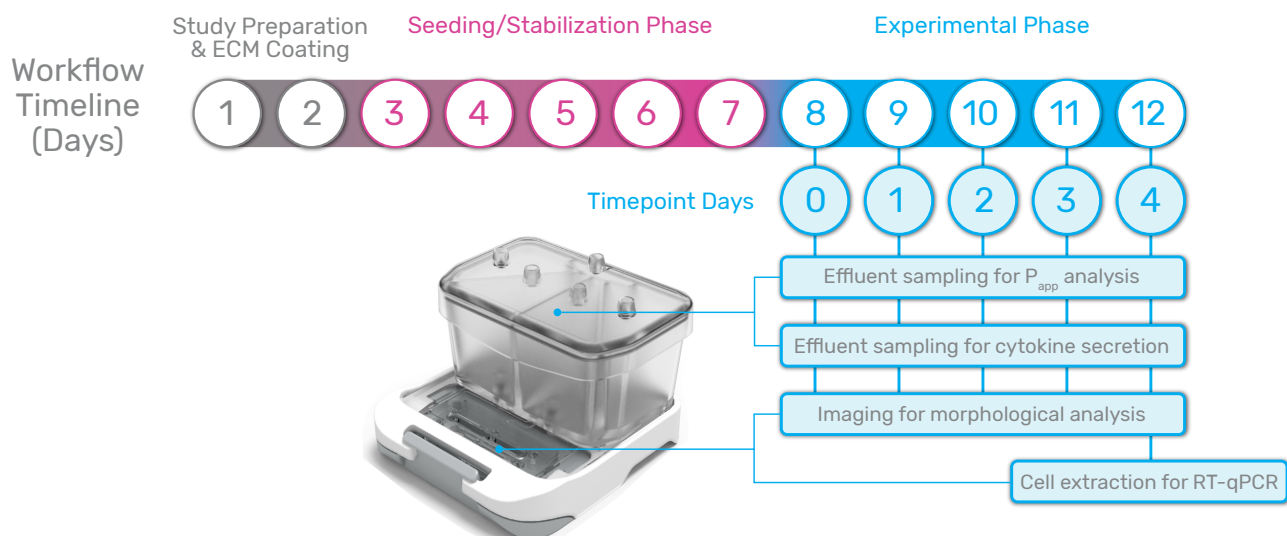 Study Preparation
& ECM Coating
Seeding/Stabilization Phase
Experimental Phase
Workflow
Timeline
(Days)
1 2 3 4 5 6 7 8 9 10 11 12
Timepoint Days 0 1 2 3 4
Effluent sampling for Papp analysis
Effluent sampling for cytokine secretion
Imaging for morphological analysis
Cell extraction for RT-qPCR